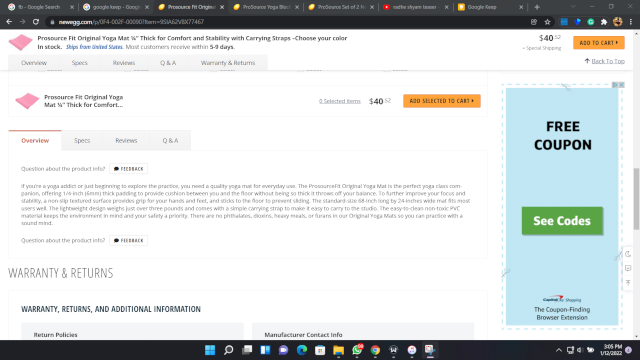 fb - Google Search
google keep - Google
Prosource Fit Original Yo
ProSource Yoga Blo
ProSource Set of 2 Y
radhe shyam teaser
Google Keep
Prosource Fit Original Yoga Mat ¼" Thick for Comfort and Stability with Carrying Straps –Choose your color
In stock. Ships from United States. Most customers receive within 5-9 days.
$40.52
+ Special Shipping
ADD TO CART
Overview Specs Reviews Q & A Warranty & Returns
Back To Top
Prosource Fit Original Yoga
Mat ¼" Thick for Comfort...
0 Selected items
$40.52
ADD SELECTED TO CART
Overview Specs Reviews Q & A
Question about the product info? FEEDBACK
If you're a yoga addict or just beginning to explore the practice, you need a quality yoga mat for everyday use. The ProsourceFit Original Yoga Mat is the perfect yoga class com-
panion, offering 1/4 inch (6mm) thick padding to provide cushion between you and the floor without being so thick it throws off your balance. To further improve your focus and
stability, a non-slip textured surface provides grip for your hands and feet, and sticks to the floor to prevent sliding. The standard size 68-inch long by 24-inches wide mat fits most
users well. The lightweight design weighs just over three pounds and comes with a simple carrying strap to make it easy to carry to the studio. The easy-to-clean non-toxic PVC
material keeps the environment in mind and your safety a priority. There are no phthalates, dioxins, heavy meals, or furans in our Original Yoga Mats so you can practice with a
sound mind.
Question about the product info? FEEDBACK
WARRANTY & RETURNS
WARRANTY, RETURNS, AND ADDITIONAL INFORMATION
Return Policies
Manufacturer Contact Info
FREE
COUPON
See Codes
Capital One Shopping
The Coupon-Finding
Browser Extension
3:05 PM
1/12/2022